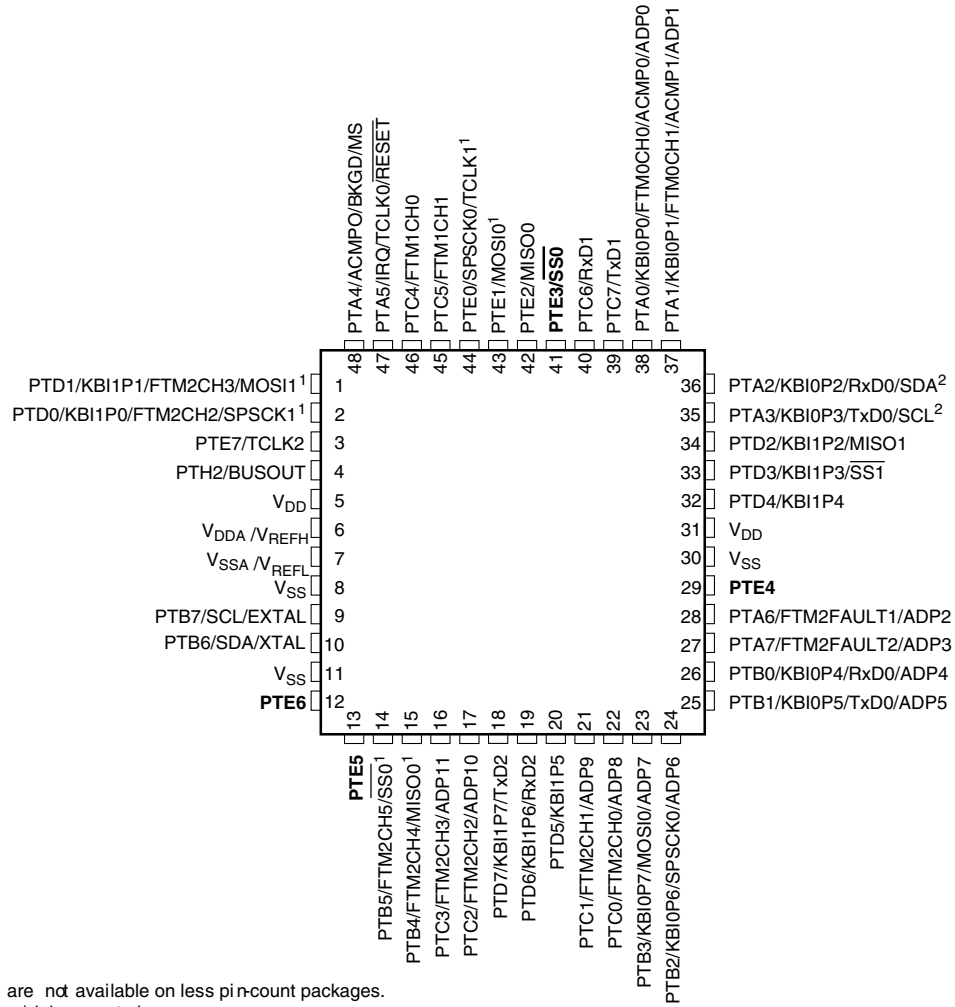 PTA4/ACMPO/BKGD/MS
PTA5/IRQ/TCLK0/RESET
PTC4/FTM1CH0
PTC5/FTM1CH1
PTE0/SPSCK0/TCLK1¹
PTE1/MOSI0¹
PTE2/MISO0
PTE3/SS0
PTC6/RxD1
PTC7/TxD1
PTA0/KBI0P0/FTM0CH0/ACMP0/ADP0
PTA1/KBI0P1/FTM0CH1/ACMP1/ADP1
48 47 46 45 44 43 42 41 40 39 38 37
PTD1/KBI1P1/FTM2CH3/MOSI1¹ 1
PTD0/KBI1P0/FTM2CH2/SPSCK1¹ 2
PTE7/TCLK2 3
PTH2/BUSOUT 4
VDD 5
VDDA /VREFH 6
VSSA /VREFL 7
VSS 8
PTB7/SCL/EXTAL 9
PTB6/SDA/XTAL 10
VSS 11
PTE6 12
36 PTA2/KBI0P2/RxD0/SDA²
35 PTA3/KBI0P3/TxD0/SCL²
34 PTD2/KBI1P2/MISO1
33 PTD3/KBI1P3/SS1
32 PTD4/KBI1P4
31 VDD
30 VSS
29 PTE4
28 PTA6/FTM2FAULT1/ADP2
27 PTA7/FTM2FAULT2/ADP3
26 PTB0/KBI0P4/RxD0/ADP4
25 PTB1/KBI0P5/TxD0/ADP5
13 14 15 16 17 18 19 20 21 22 23 24
PTE5
PTB5/FTM2CH5/SS0¹
PTB4/FTM2CH4/MISO0¹
PTC3/FTM2CH3/ADP11
PTC2/FTM2CH2/ADP10
PTD7/KBI1P7/TxD2
PTD6/KBI1P6/RxD2
PTD5/KBI1P5
PTC1/FTM2CH1/ADP9
PTC0/FTM2CH0/ADP8
PTB3/KBI0P7/MOSI0/ADP7
PTB2/KBI0P6/SPSCK0/ADP6
are not available on less pin-count packages.